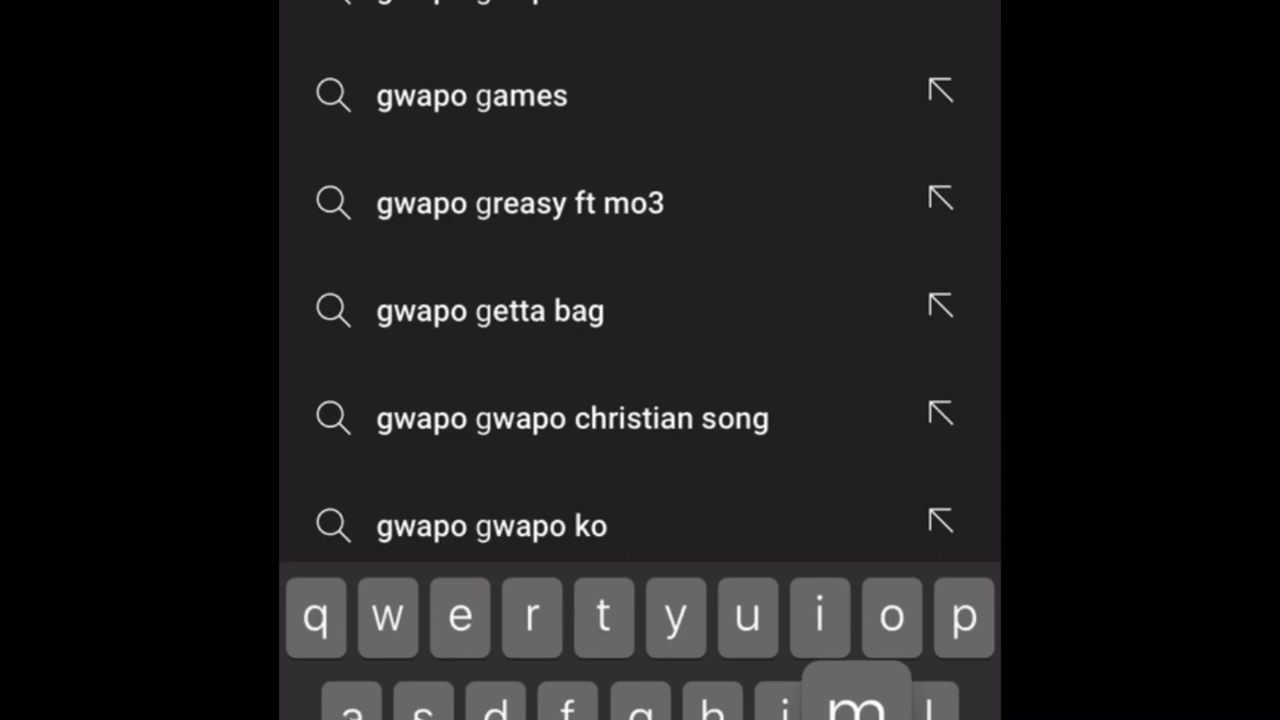 gwapo games
gwapo greasy ft mo3
gwapo getta bag
gwapo gwapo christian song
gwapo gwapo ko
q w e r t y u i o p
a s d f g h j m l